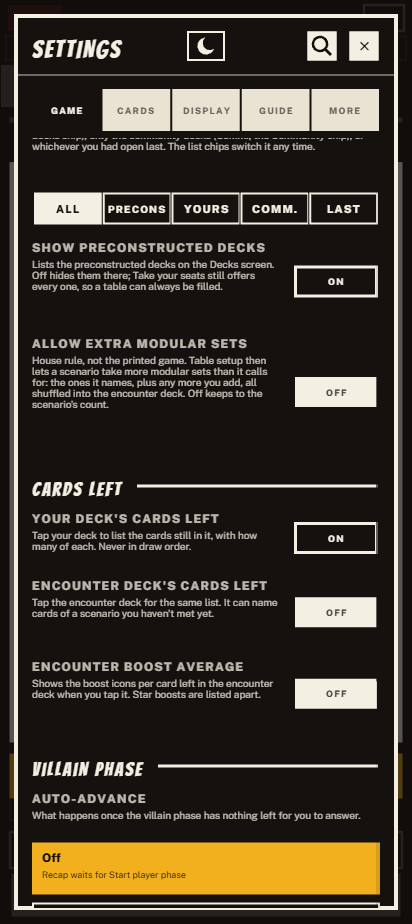 SETTINGS
×
GAME
CARDS
DISPLAY
GUIDE
MORE
whichever you had open last. The list chips switch it any time.
ALL
PRECONS
YOURS
COMM.
LAST
SHOW PRECONSTRUCTED DECKS
Lists the preconstructed decks on the Decks screen.
Off hides them there; Take your seats still offers
every one, so a table can always be filled.
ON
ALLOW EXTRA MODULAR SETS
House rule, not the printed game. Table setup then
lets a scenario take more modular sets than it calls
for: the ones it names, plus any more you add, all
shuffled into the encounter deck. Off keeps to the
scenario's count.
OFF
CARDS LEFT
YOUR DECK'S CARDS LEFT
Tap your deck to list the cards still in it, with how
many of each. Never in draw order.
ON
ENCOUNTER DECK'S CARDS LEFT
Tap the encounter deck for the same list. It can name
cards of a scenario you haven't met yet.
OFF
ENCOUNTER BOOST AVERAGE
Shows the boost icons per card left in the encounter
deck when you tap it. Star boosts are listed apart.
OFF
VILLAIN PHASE
AUTO-ADVANCE
What happens once the villain phase has nothing left for you to answer.
Off
Recap waits for Start player phase